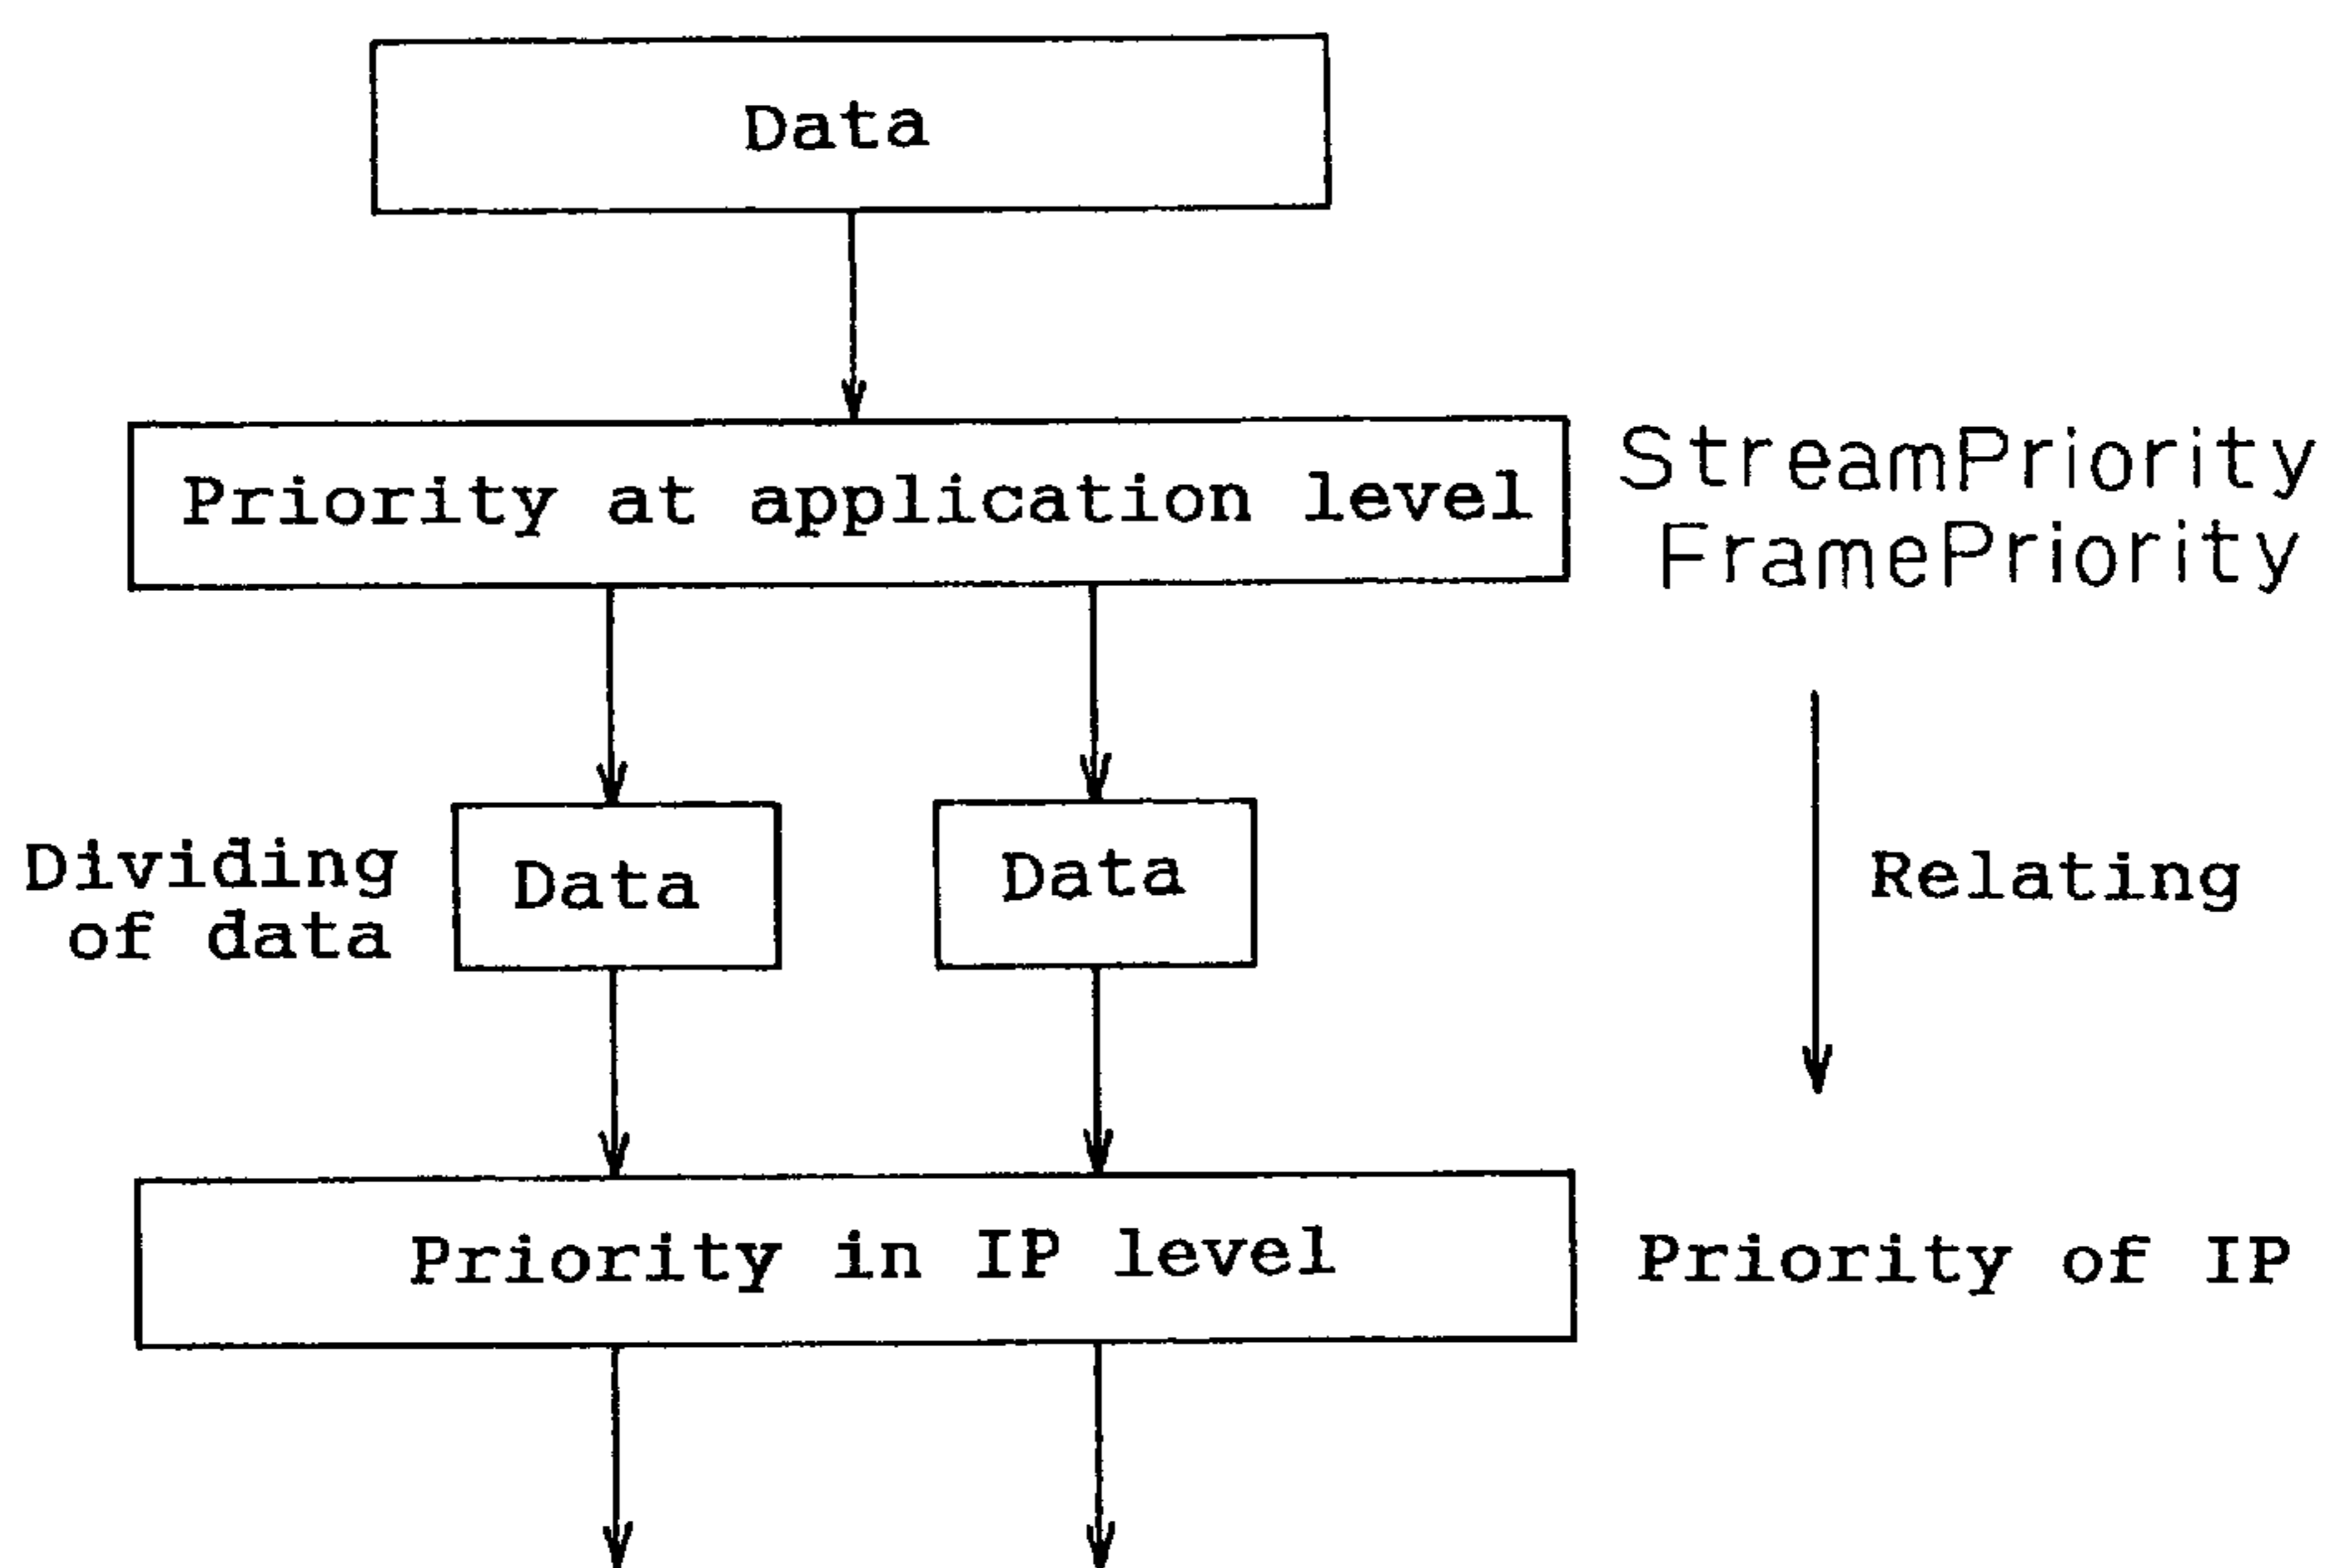 Data
Priority at application level
StreamPriority
FramePriority
Dividing
of data
Data
Data
Relating
Priority in IP level
Priority of IP